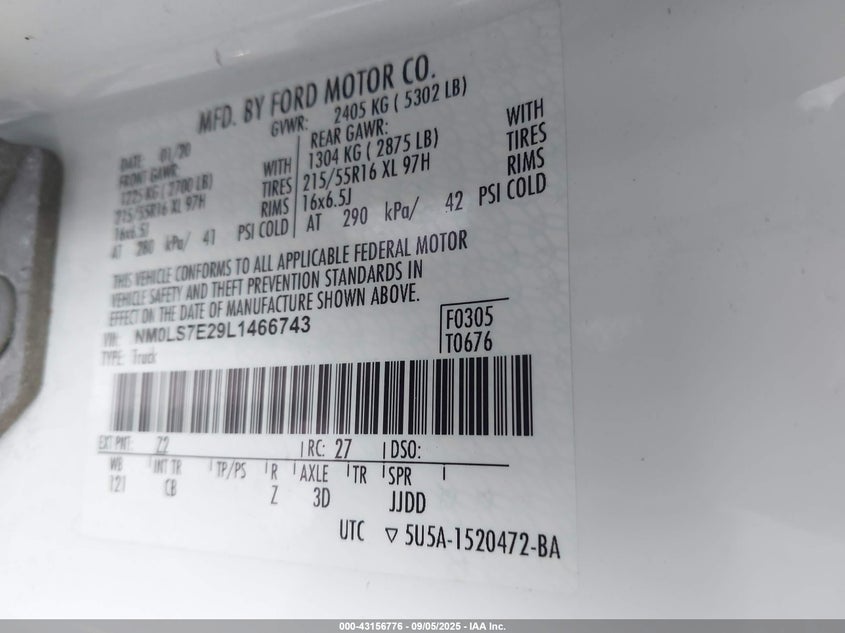 MFD. BY FORD MOTOR CO.
DATE: 01/20 GVWR: 2405 KG ( 5302 LB)
FRONT GAWR: REAR GAWR:
1225 KG ( 2700 LB) WITH 1304 KG ( 2875 LB) WITH
215/55R16 XL 97H TIRES 215/55R16 XL 97H TIRES
16x6.5J RIMS 16x6.5J RIMS
AT 280 kPa/ 41 PSI COLD AT 290 kPa/ 42 PSI COLD
THIS VEHICLE CONFORMS TO ALL APPLICABLE FEDERAL MOTOR
VEHICLE SAFETY AND THEFT PREVENTION STANDARDS IN
EFFECT ON THE DATE OF MANUFACTURE SHOWN ABOVE.
VIN: NM0LS7E29L1466743 F0305
TYPE: Truck T0676
EXT PNT: Z2 RC: 27 DSO:
WB INT TR TP/PS R AXLE TR SPR
121 CB Z 3D JJDD
UTC ▽ 5U5A-1520472-BA
000-43156776 - 09/05/2025 - IAA Inc.